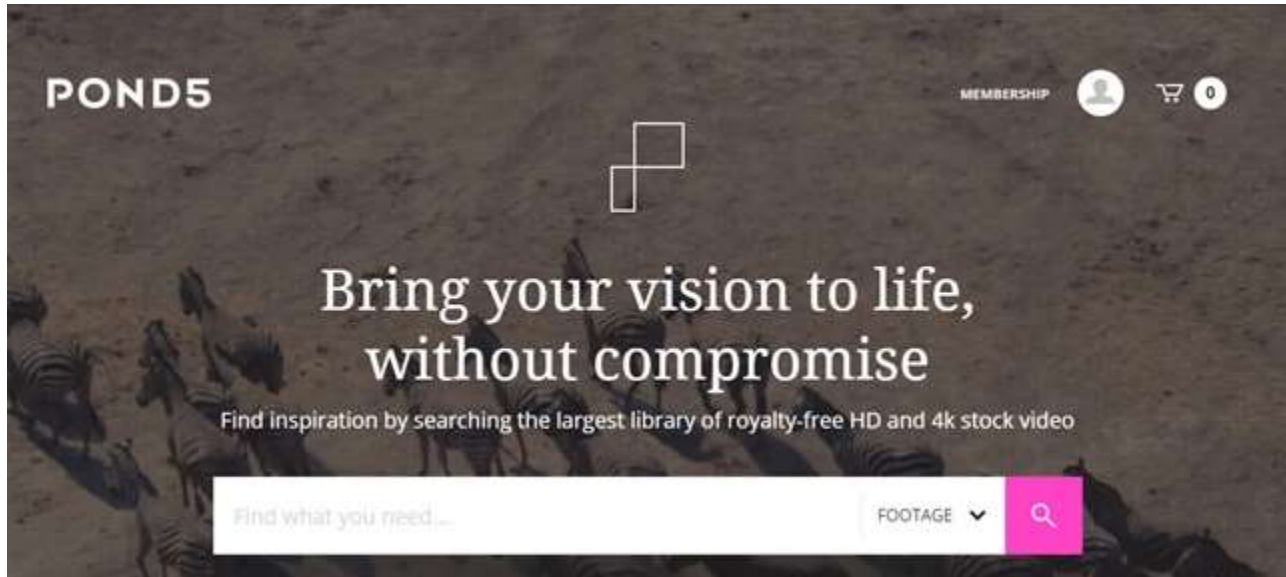 POND5
MEMBERSHIP
0
Bring your vision to life,
without compromise
Find inspiration by searching the largest library of royalty-free HD and 4k stock video
Find what you need...
FOOTAGE